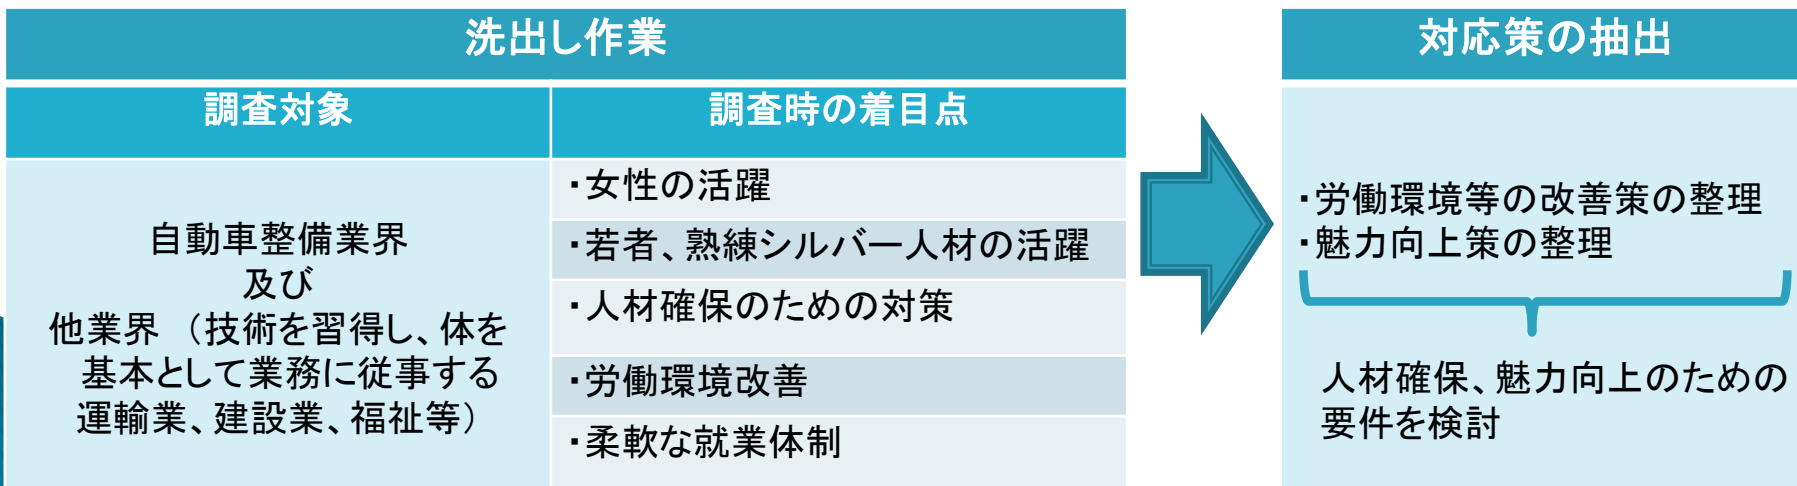 洗出し作業
対応策の抽出
調査対象
調査時の着目点
自動車整備業界
及び
他業界 （技術を習得し、体を
基本として業務に従事する
運輸業、建設業、福祉等）
・女性の活躍
・若者、熟練シルバー人材の活躍
・人材確保のための対策
・労働環境改善
・柔軟な就業体制
・労働環境等の改善策の整理
・魅力向上策の整理
人材確保、魅力向上のための
要件を検討